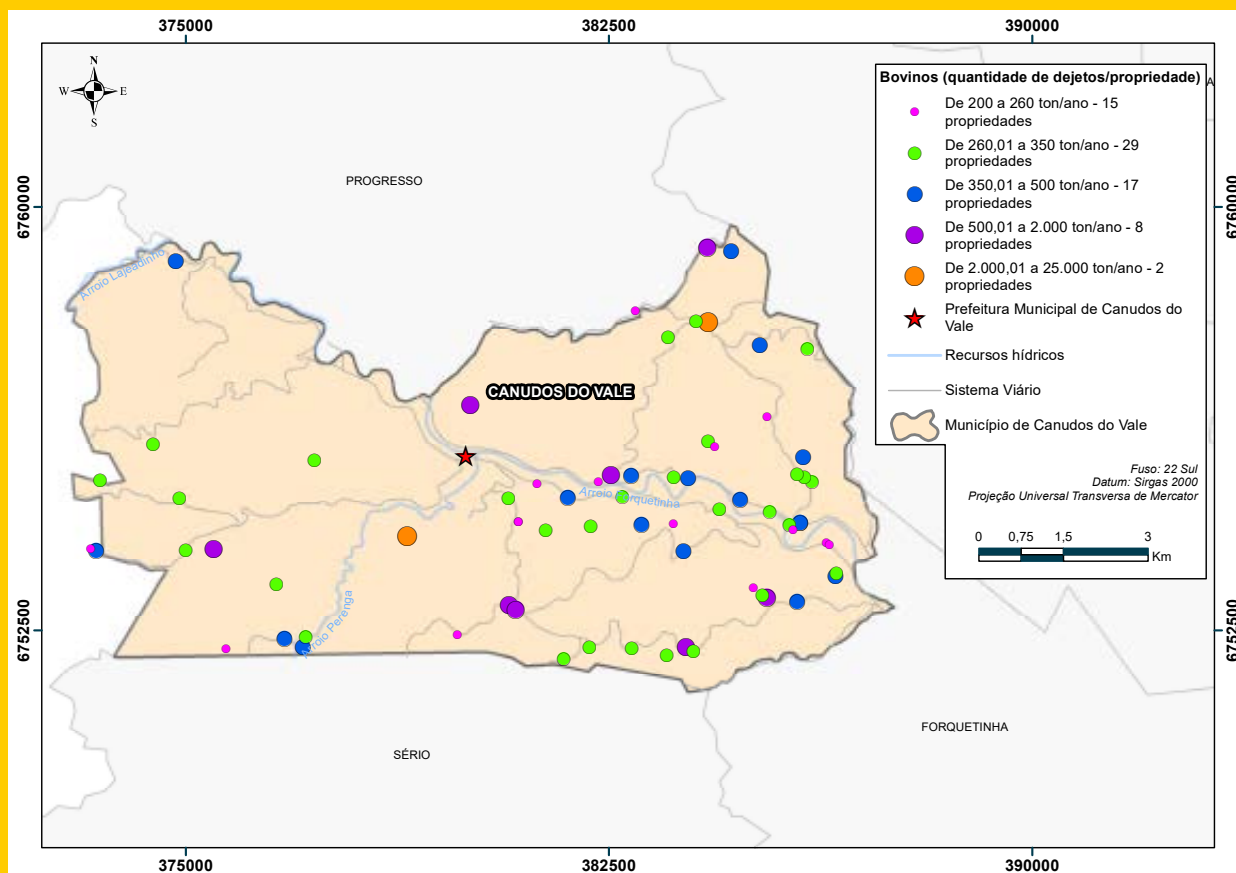 375000
382500
390000
N
W
E
S
Bovinos (quantidade de dejetos/propriedade)
De 200 a 260 ton/ano - 15
propriedades
De 260,01 a 350 ton/ano - 29
propriedades
De 350,01 a 500 ton/ano - 17
propriedades
De 500,01 a 2.000 ton/ano - 8
propriedades
De 2.000,01 a 25.000 ton/ano - 2
propriedades
Prefeitura Municipal de Canudos do
Vale
Recursos hídricos
Sistema Viário
Município de Canudos do Vale
Fuso: 22 Sul
Datum: Sirgas 2000
Projeção Universal Transversa de Mercator
0 0,75 1,5 3
Km
A
PROGRESSO
6760000
6760000
Arroio Lajeadinho
CANUDOS DO VALE
Arroio Forquetinha
Arroio Perenga
6752500
6752500
SÉRIO
FORQUETINHA
375000
382500
390000